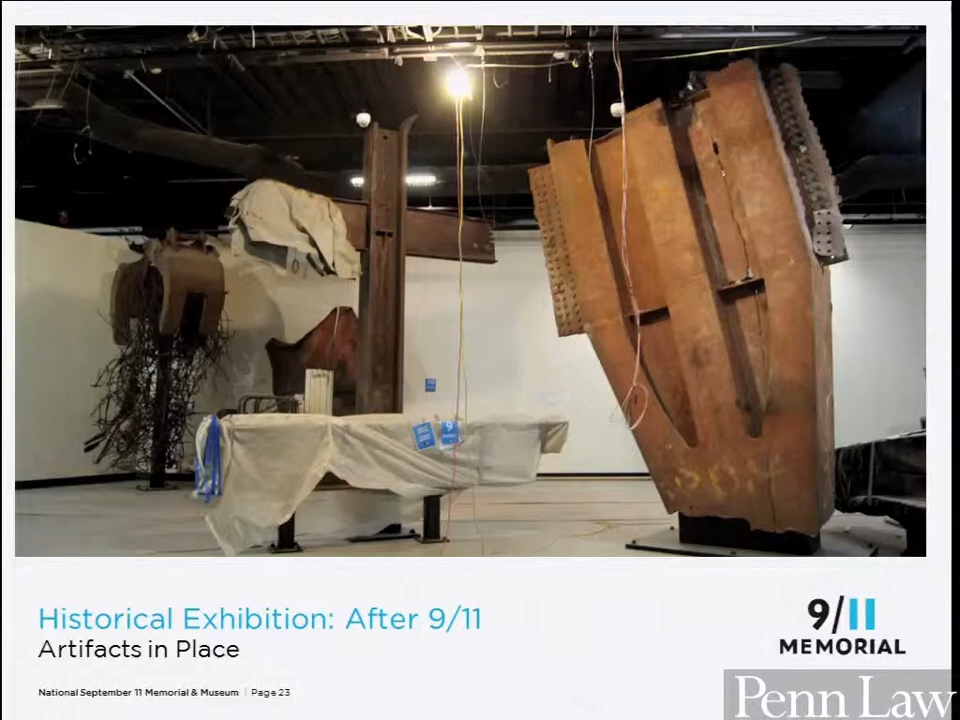 Historical Exhibition: After 9/11
Artifacts in Place
National September 11 Memorial & Museum | Page 23
9/11
MEMORIAL
Penn Law
9